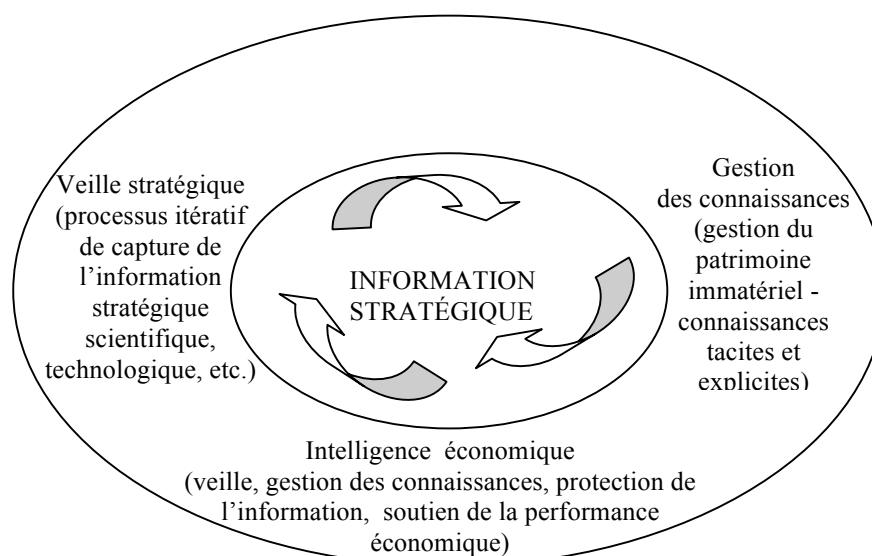 Veille stratégique
(processus itératif
de capture de
l’information
stratégique
scientifique,
technologique, etc.)
INFORMATION
STRATÉGIQUE
Gestion
des connaissances
(gestion du
patrimoine
immatériel -
connaissances
tacites et
explicites)
Intelligence économique
(veille, gestion des connaissances, protection de
l’information, soutien de la performance
économique)